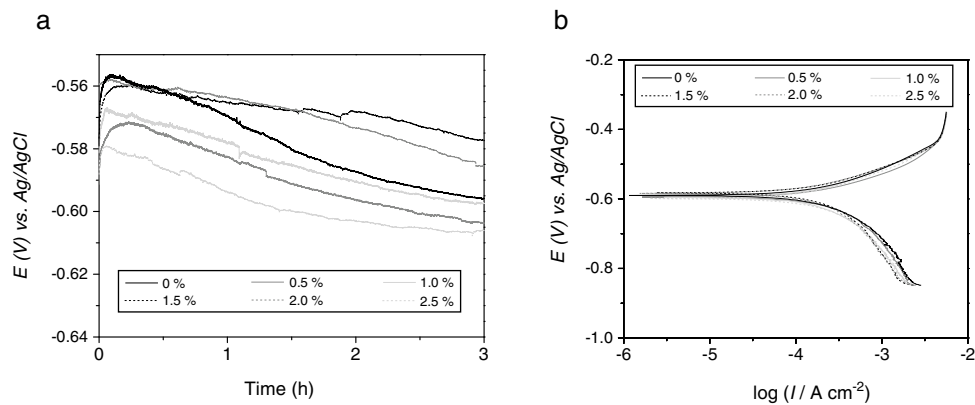 a
E (V) vs. Ag/AgCl
-0.56
-0.58
-0.60
-0.62
-0.64
0 % 0.5 % 1.0 %
1.5 % 2.0 % 2.5 %
0 1 2 3
Time (h)
b
E (V) vs. Ag/AgCl
-0.2
-0.4
-0.6
-0.8
-1.0
0 % 0.5 % 1.0 %
1.5 % 2.0 % 2.5 %
-6 -5 -4 -3 -2
log (I / A cm-2)